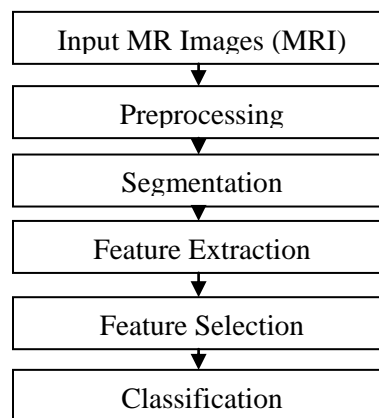 Input MR Images (MRI)
Preprocessing
Segmentation
Feature Extraction
Feature Selection
Classification